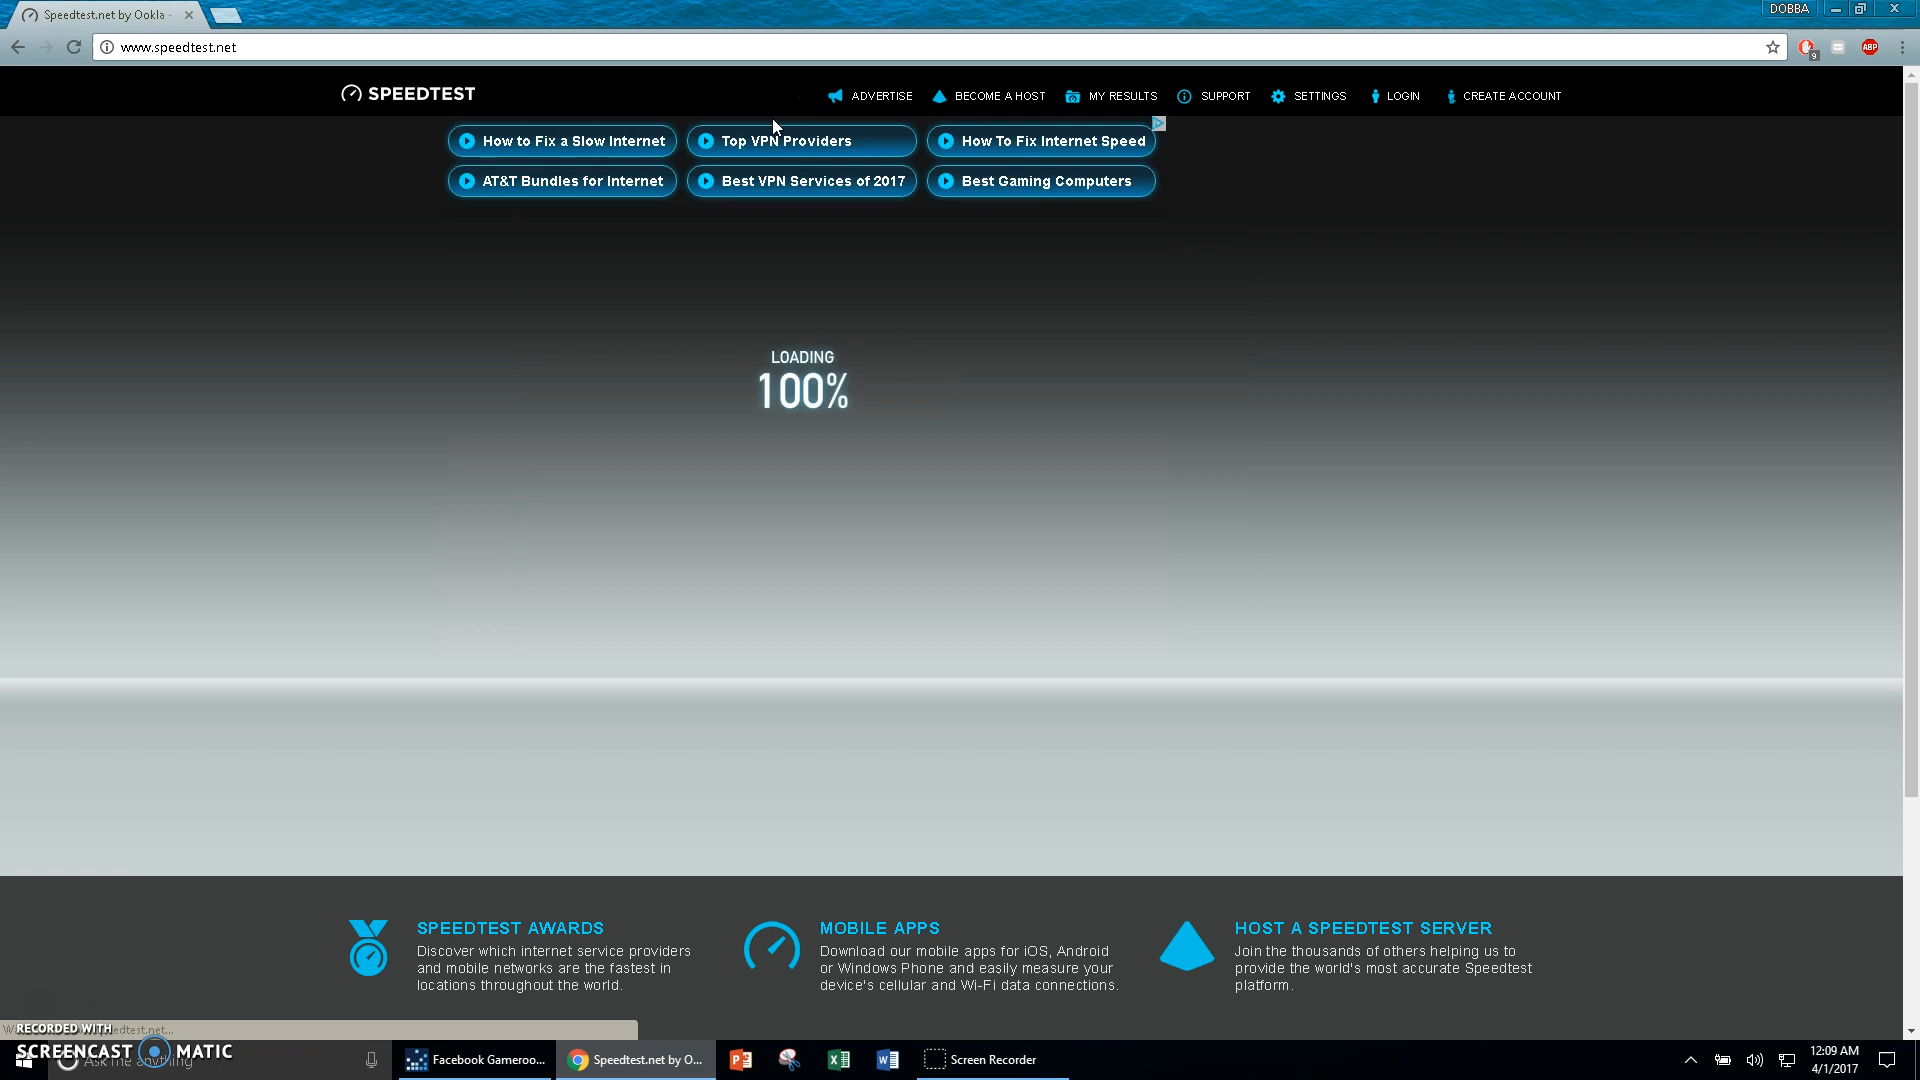 Speedtest.net by Ookla -
DOBBA
www.speedtest.net
9
ABP
SPEEDTEST
ADVERTISE
BECOME A HOST
MY RESULTS
SUPPORT
SETTINGS
LOGIN
CREATE ACCOUNT
How to Fix a Slow Internet
Top VPN Providers
How To Fix Internet Speed
AT&T Bundles for Internet
Best VPN Services of 2017
Best Gaming Computers
LOADING
100%
SPEEDTEST AWARDS
Discover which internet service providers
and mobile networks are the fastest in
locations throughout the world.
MOBILE APPS
Download our mobile apps for iOS, Android
or Windows Phone and easily measure your
device's cellular and Wi-Fi data connections.
HOST A SPEEDTEST SERVER
Join the thousands of others helping us to
provide the world's most accurate Speedtest
platform.
RECORDED WITH
SCREENCAST MATIC
Ask me anything
Facebook Gameroo...
Speedtest.net by O...
Screen Recorder
12:09 AM
4/1/2017